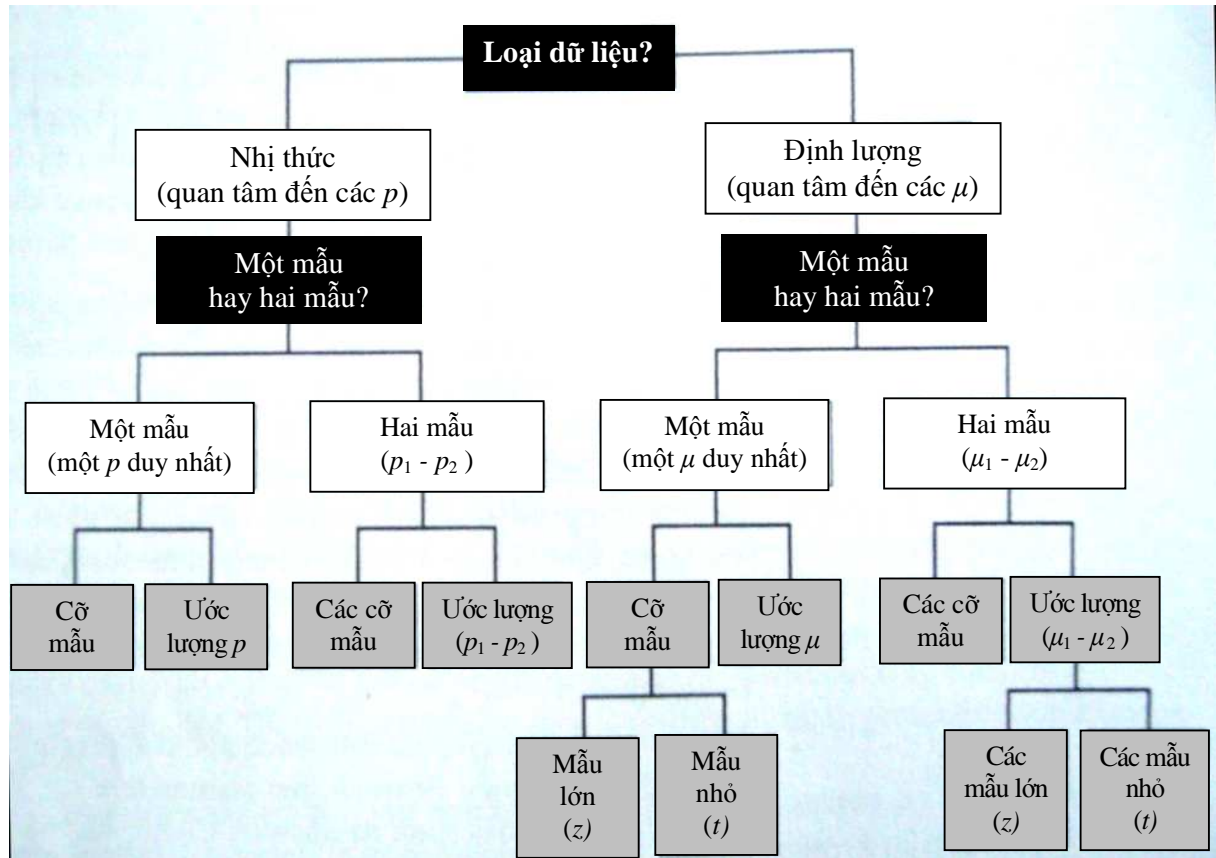 Loại dữ liệu?
Nhị thức
(quan tâm đến các p)
Định lượng
(quan tâm đến các μ)
Một mẫu
hay hai mẫu?
Một mẫu
hay hai mẫu?
Một mẫu
(một p duy nhất)
Hai mẫu
(p₁ - p₂ )
Một mẫu
(một μ duy nhất)
Hai mẫu
(μ₁ - μ₂)
Cỡ
mẫu
Ước
lượng p
Các cỡ
mẫu
Ước lượng
(p₁ - p₂ )
Cỡ
mẫu
Ước
lượng μ
Các cỡ
mẫu
Ước lượng
(μ₁ - μ₂ )
Mẫu
lớn
(z)
Mẫu
nhỏ
(t)
Các
mẫu lớn
(z)
Các mẫu
nhỏ
(t)